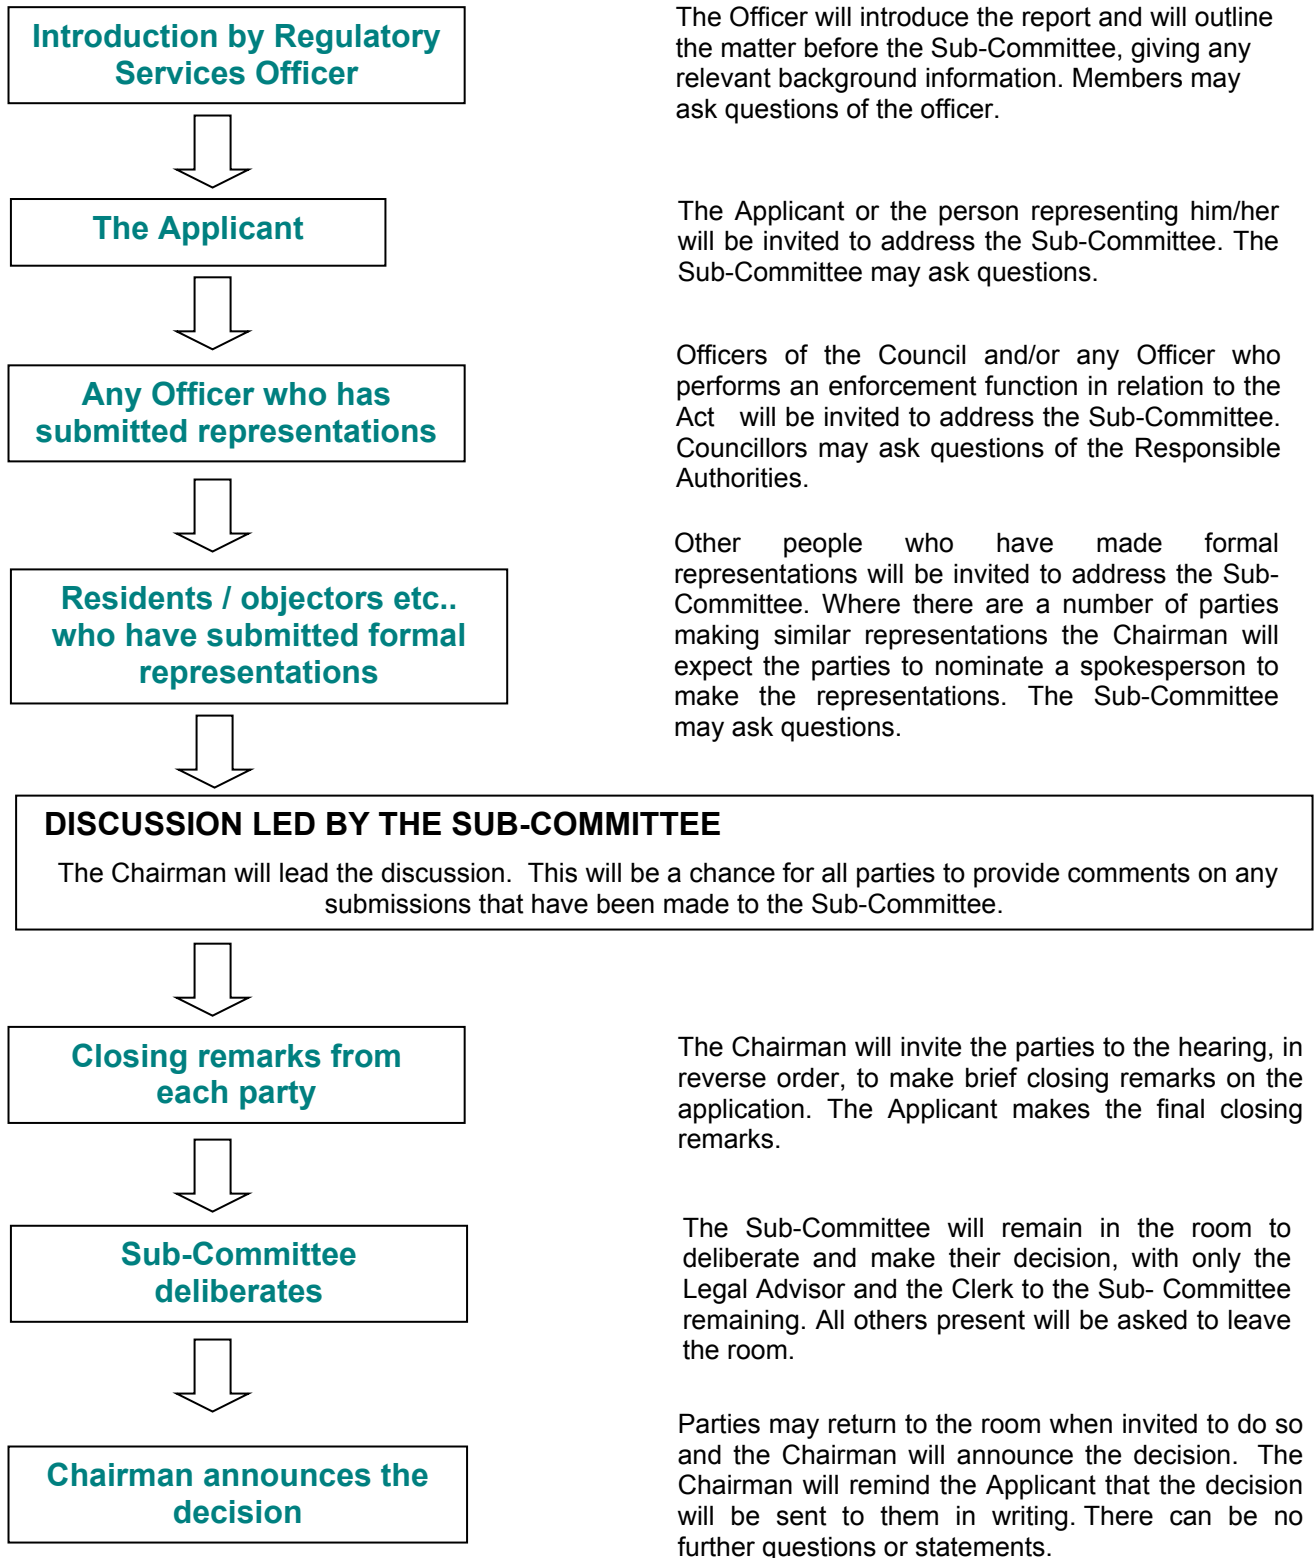 Introduction by Regulatory
Services Officer
The Officer will introduce the report and will outline
the matter before the Sub-Committee, giving any
relevant background information. Members may
ask questions of the officer.
The Applicant
The Applicant or the person representing him/her
will be invited to address the Sub-Committee. The
Sub-Committee may ask questions.
Any Officer who has
submitted representations
Officers of the Council and/or any Officer who
performs an enforcement function in relation to the
Act will be invited to address the Sub-Committee.
Councillors may ask questions of the Responsible
Authorities.
Residents / objectors etc..
who have submitted formal
representations
Other people who have made formal
representations will be invited to address the Sub-
Committee. Where there are a number of parties
making similar representations the Chairman will
expect the parties to nominate a spokesperson to
make the representations. The Sub-Committee
may ask questions.
DISCUSSION LED BY THE SUB-COMMITTEE
The Chairman will lead the discussion. This will be a chance for all parties to provide comments on any
submissions that have been made to the Sub-Committee.
Closing remarks from
each party
The Chairman will invite the parties to the hearing, in
reverse order, to make brief closing remarks on the
application. The Applicant makes the final closing
remarks.
Sub-Committee
deliberates
The Sub-Committee will remain in the room to
deliberate and make their decision, with only the
Legal Advisor and the Clerk to the Sub- Committee
remaining. All others present will be asked to leave
the room.
Chairman announces the
decision
Parties may return to the room when invited to do so
and the Chairman will announce the decision. The
Chairman will remind the Applicant that the decision
will be sent to them in writing. There can be no
further questions or statements.